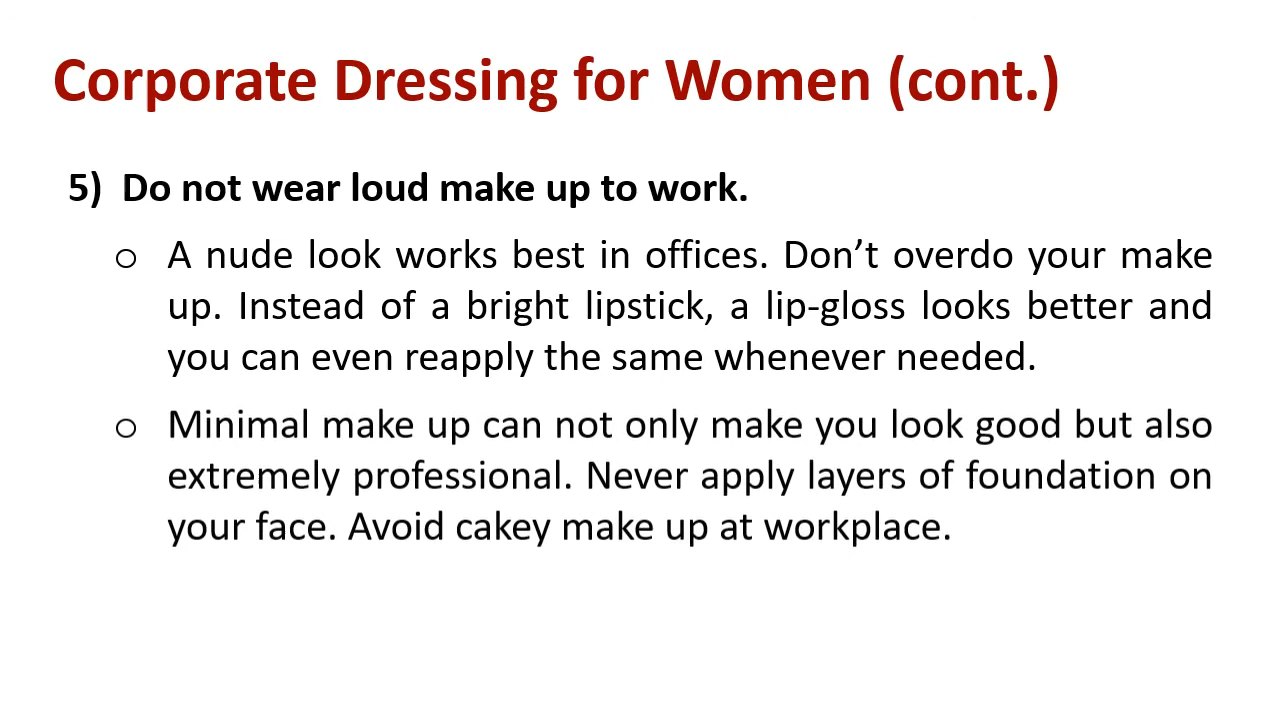 Corporate Dressing for Women (cont.)
5) Do not wear loud make up to work.
o A nude look works best in offices. Don’t overdo your make
up. Instead of a bright lipstick, a lip-gloss looks better and
you can even reapply the same whenever needed.
o Minimal make up can not only make you look good but also
extremely professional. Never apply layers of foundation on
your face. Avoid cakey make up at workplace.